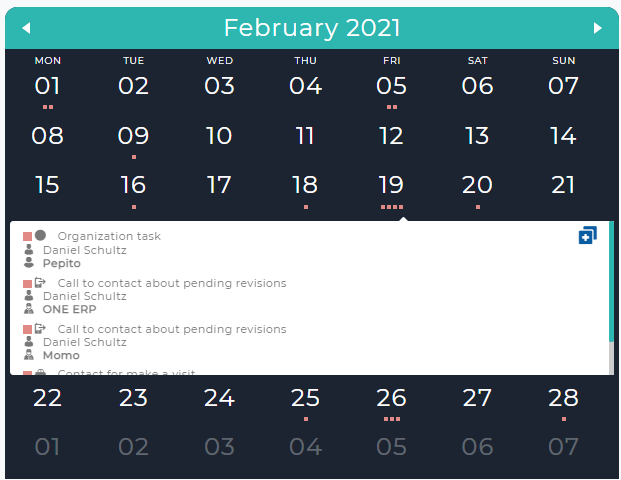 February 2021
MON TUE WED THU FRI SAT SUN
01 02 03 04 05 06 07
08 09 10 11 12 13 14
15 16 17 18 19 20 21
Organization task
Daniel Schultz
Pepito
Call to contact about pending revisions
Daniel Schultz
ONE ERP
Call to contact about pending revisions
Daniel Schultz
Momo
Contact for make a visit
22 23 24 25 26 27 28
01 02 03 04 05 06 07